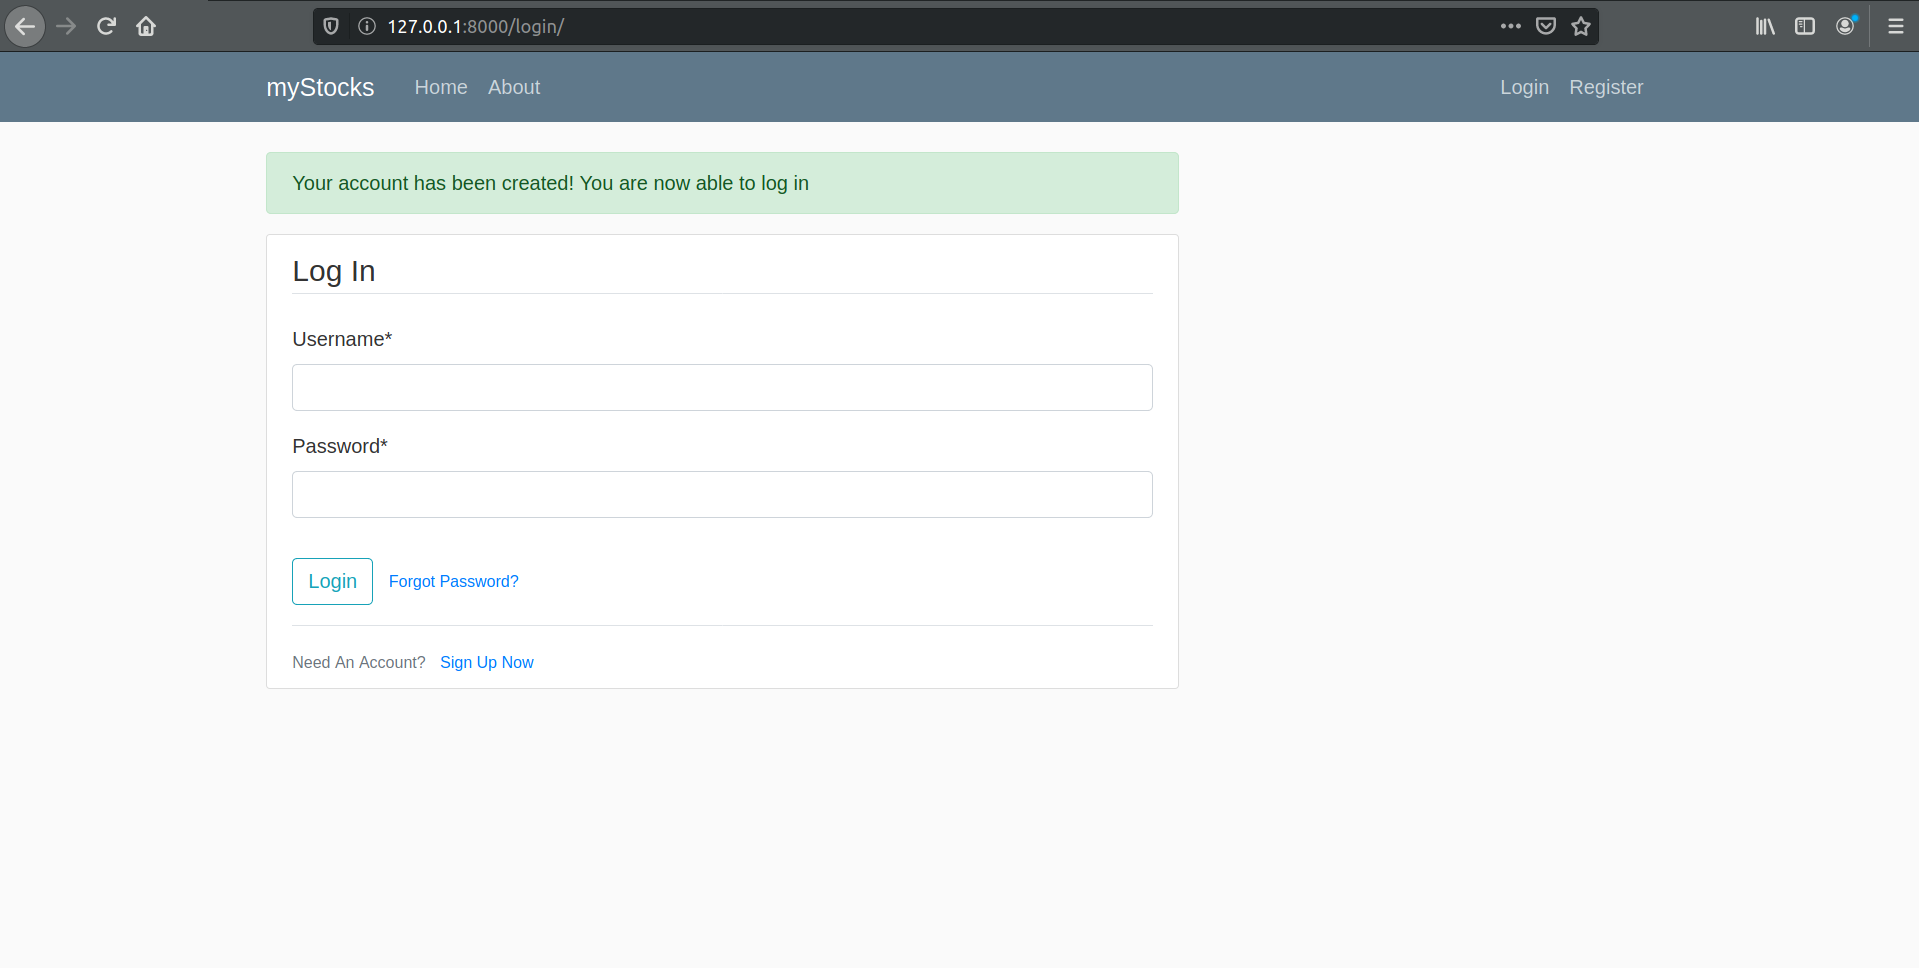 127.0.0.1:8000/login/
myStocks Home About Login Register
Your account has been created! You are now able to log in
Log In
Username*
Password*
Login Forgot Password?
Need An Account? Sign Up Now